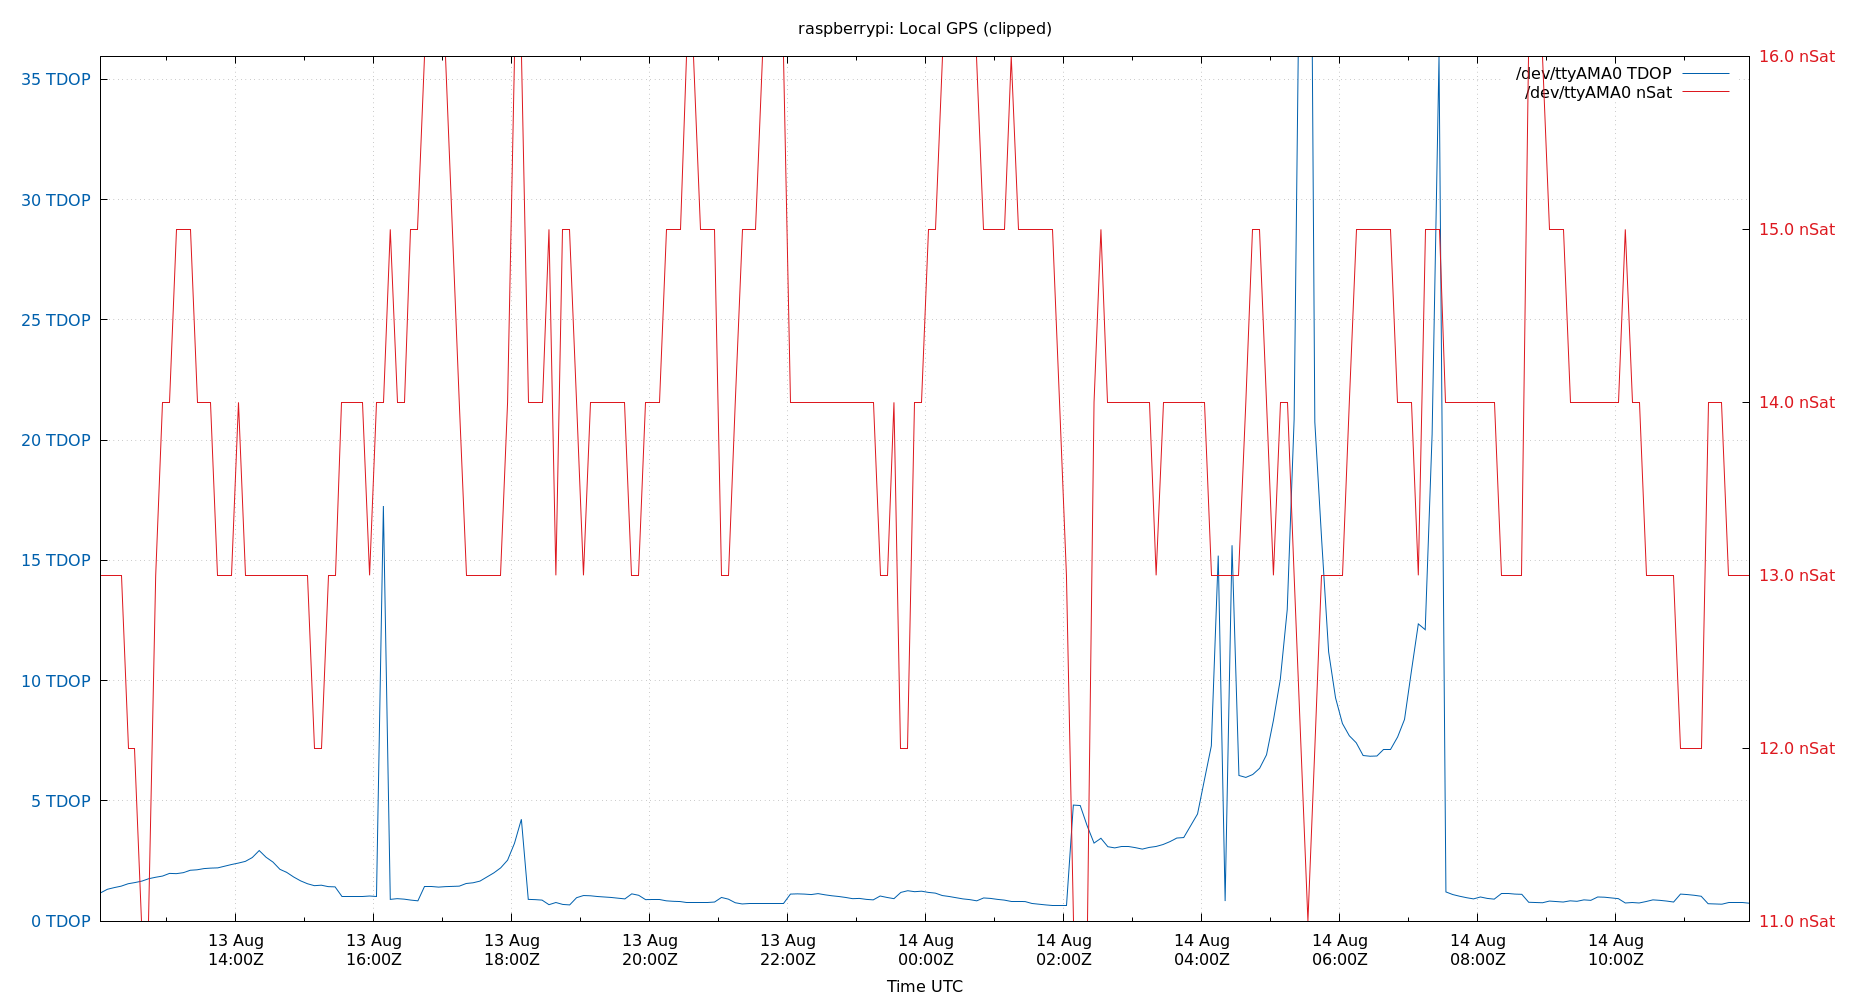 raspberrypi: Local GPS (clipped)
/dev/ttyAMA0 TDOP
/dev/ttyAMA0 nSat
35 TDOP
30 TDOP
25 TDOP
20 TDOP
15 TDOP
10 TDOP
5 TDOP
0 TDOP
16.0 nSat
15.0 nSat
14.0 nSat
13.0 nSat
12.0 nSat
11.0 nSat
13 Aug
14:00Z
13 Aug
16:00Z
13 Aug
18:00Z
13 Aug
20:00Z
13 Aug
22:00Z
14 Aug
00:00Z
14 Aug
02:00Z
14 Aug
04:00Z
14 Aug
06:00Z
14 Aug
08:00Z
14 Aug
10:00Z
Time UTC